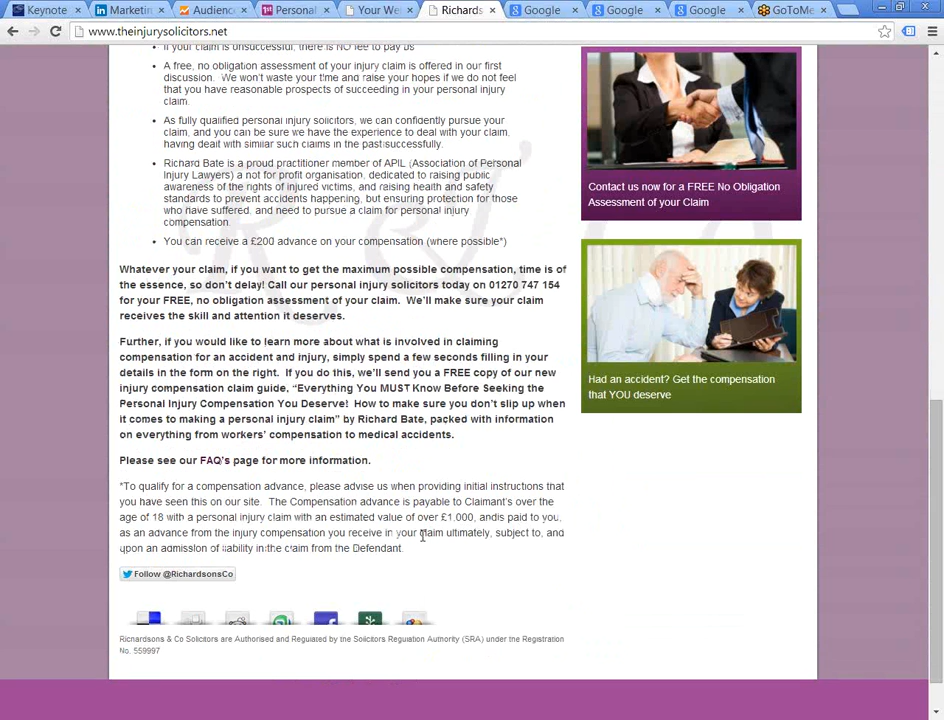 Keynote
Marketin
Audience
Personal
Your We
Richards
Google
Google
Google
GoToMe
www.theinjurysolicitors.net
If your claim is unsuccessful, there is NO fee to pay us
A free, no obligation assessment of your injury claim is offered in our first
discussion. We won't waste your time and raise your hopes if we do not feel
that you have reasonable prospects of succeeding in your personal injury
claim.
As fully qualified personal injury solicitors, we can confidently pursue your
claim, and you can be sure we have the experience to deal with your claim,
having dealt with similar such claims in the past successfully.
Richard Bate is a proud practitioner member of APIL (Association of Personal
Injury Lawyers) a not for profit organisation, dedicated to raising public
awareness of the rights of injured victims, and raising health and safety
standards to prevent accidents happening, but ensuring protection for those
who have suffered, and need to pursue a claim for personal injury
compensation.
You can receive a £200 advance on your compensation (where possible*)
Whatever your claim, if you want to get the maximum possible compensation, time is of
the essence, so don't delay! Call our personal injury solicitors today on 01270 747 154
for your FREE, no obligation assessment of your claim. We'll make sure your claim
receives the skill and attention it deserves.
Further, if you would like to learn more about what is involved in claiming
compensation for an accident and injury, simply spend a few seconds filling in your
details in the form on the right. If you do this, we'll send you a FREE copy of our new
injury compensation claim guide, “Everything You MUST Know Before Seeking the
Personal Injury Compensation You Deserve! How to make sure you don't slip up when
it comes to making a personal injury claim” by Richard Bate, packed with information
on everything from workers' compensation to medical accidents.
Please see our FAQ's page for more information.
*To qualify for a compensation advance, please advise us when providing initial instructions that
you have seen this on our site. The Compensation advance is payable to Claimant's over the
age of 18 with a personal injury claim with an estimated value of over £1,000, andis paid to you,
as an advance from the injury compensation you receive in your claim ultimately, subject to, and
upon an admission of liability in the claim from the Defendant.
Follow @RichardsonsCo
Richardsons & Co Solicitors are Authorised and Regulated by the Solicitors Regulation Authority (SRA) under the Registration
No. 559997
Contact us now for a FREE No Obligation
Assessment of your Claim
Had an accident? Get the compensation
that YOU deserve